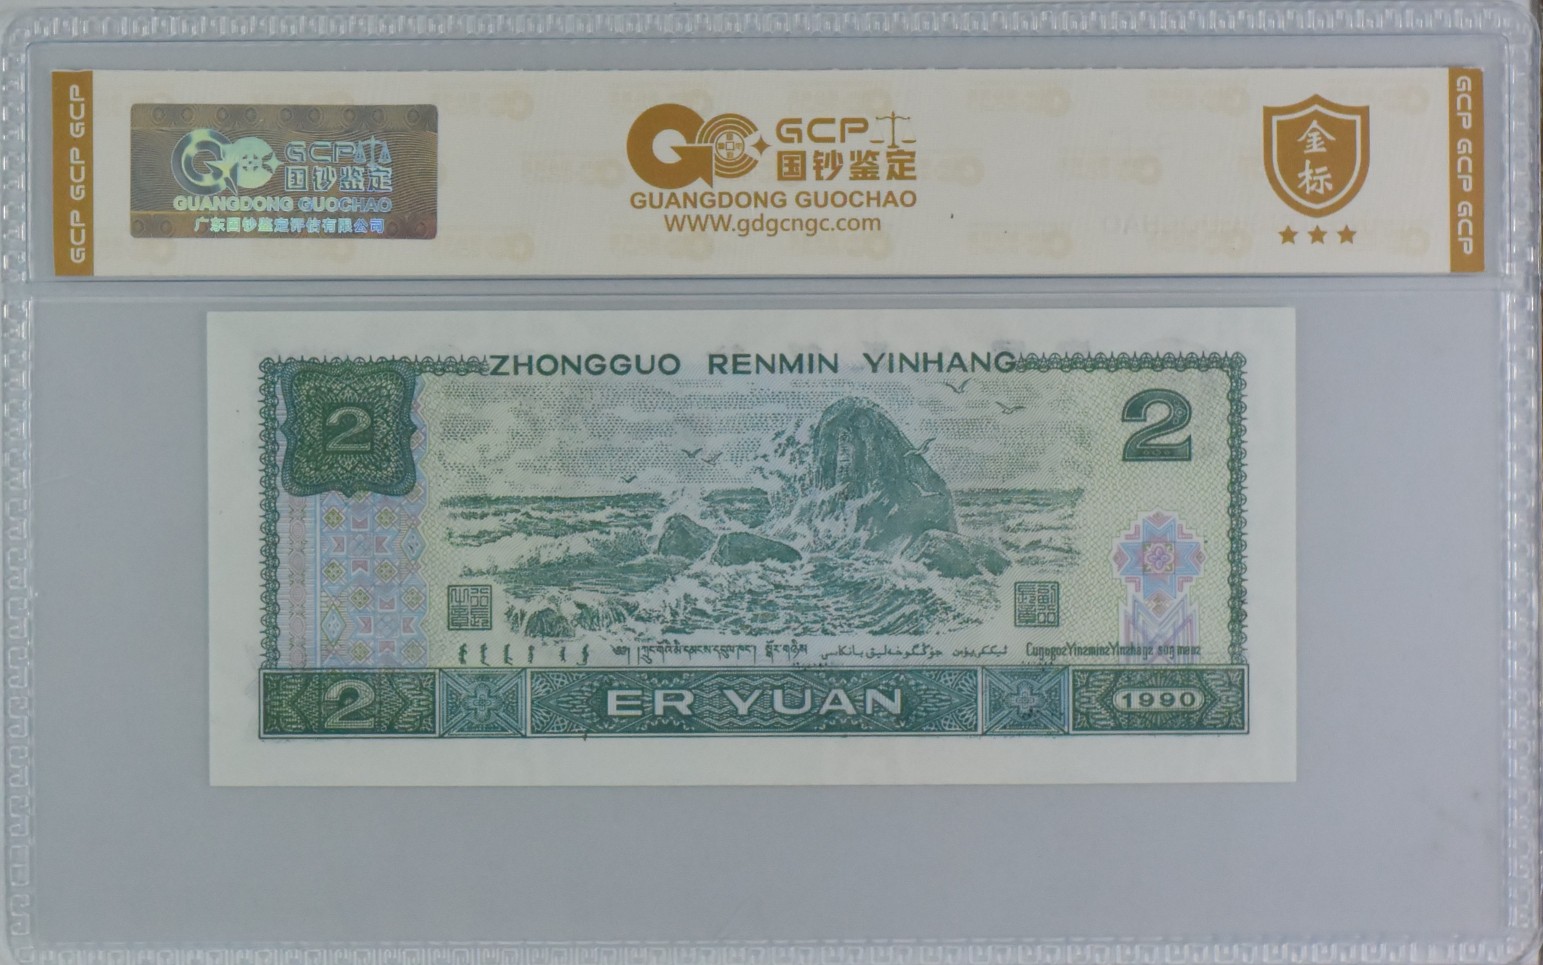 GCP GCP GCP
GCP
国钞鉴定
GUANGDONG GUOCHAO
广东国钞鉴定评估有限公司
GCP
国钞鉴定
GUANGDONG GUOCHAO
WWW.gdgcngc.com
金
标
GCP GCP GCP
ZHONGGUO RENMIN YINHANG
2
2
2 ER YUAN 1990